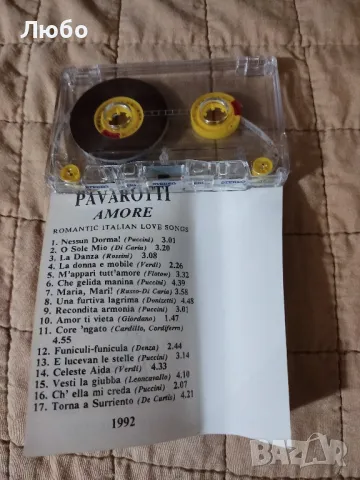 Любо
PAVAROTTI
AMORE
ROMANTIC ITALIAN LOVE SONGS
1. Nessun Dorma! (Puccini) 3.01
2. O Sole Mio (Di Capua) 3.28
3. La Danza (Rossini) 3.08
4. La donna e mobile (Verdi) 2.26
5. M'appari tutt'amore (Flotow) 3.32
6. Che gelida manina (Puccini) 4.39
7. Maria, Mari! (Russo-Di Carla) 3.58
8. Una furtiva lagrima (Donizetti) 4.48
9. Recondita armonia (Puccini) 3.01
10. Amor ti vieta (Giordano) 1.47
11. Core 'ngato (Cardillo, Cordiferro)
4.55
12. Funiculi-funicula (Denza) 2.44
13. E lucevan le stelle (Puccini) 3.14
14. Celeste Aida (Verdi) 4.33
15. Vesti la giubba (Leoncavallo) 4.10
16. Ch' ella mi creda (Puccini) 2.07
17. Torna a Surriento (De Curtis) 4.21
1992
BAZAR
bg